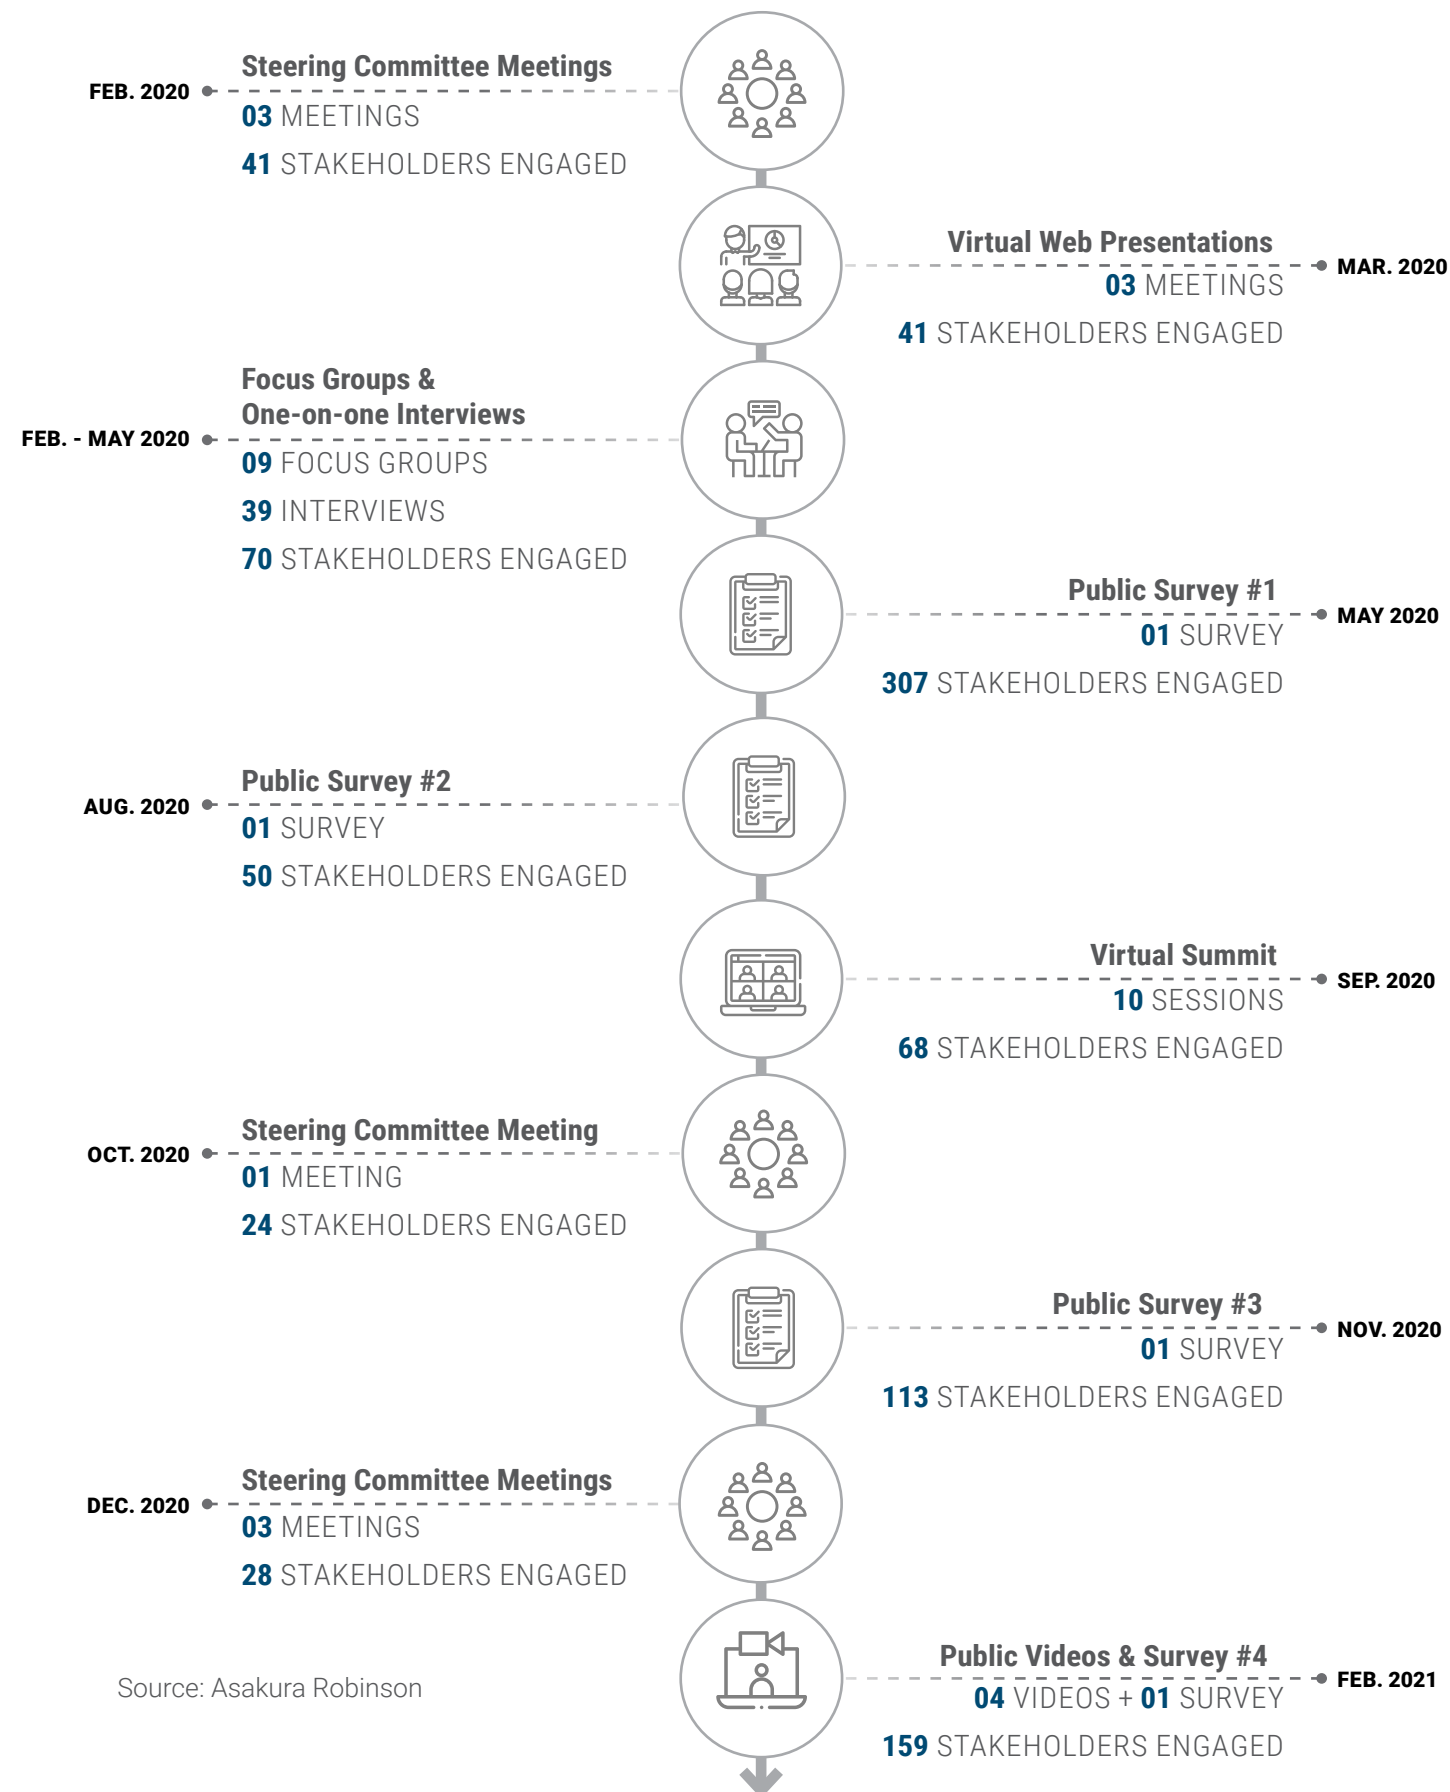 Steering Committee Meetings
FEB. 2020
03 MEETINGS
41 STAKEHOLDERS ENGAGED
Virtual Web Presentations
MAR. 2020
03 MEETINGS
41 STAKEHOLDERS ENGAGED
Focus Groups &
One-on-one Interviews
FEB. - MAY 2020
09 FOCUS GROUPS
39 INTERVIEWS
70 STAKEHOLDERS ENGAGED
Public Survey #1
MAY 2020
01 SURVEY
307 STAKEHOLDERS ENGAGED
Public Survey #2
AUG. 2020
01 SURVEY
50 STAKEHOLDERS ENGAGED
Virtual Summit
SEP. 2020
10 SESSIONS
68 STAKEHOLDERS ENGAGED
Steering Committee Meeting
OCT. 2020
01 MEETING
24 STAKEHOLDERS ENGAGED
Public Survey #3
NOV. 2020
01 SURVEY
113 STAKEHOLDERS ENGAGED
Steering Committee Meetings
DEC. 2020
03 MEETINGS
28 STAKEHOLDERS ENGAGED
Public Videos & Survey #4
FEB. 2021
04 VIDEOS + 01 SURVEY
159 STAKEHOLDERS ENGAGED
Source: Asakura Robinson